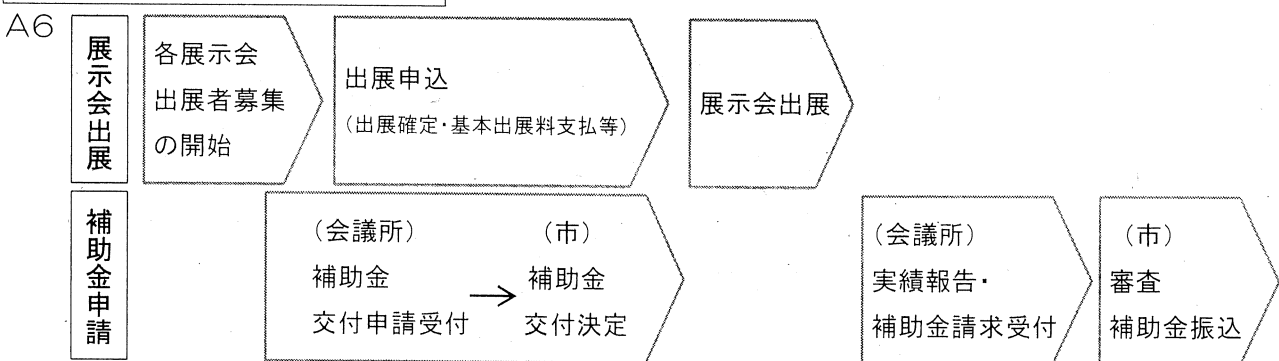 A6
展示会出展
各展示会
出展者募集
の開始
出展申込
（出展確定・基本出展料支払等）
展示会出展
補助金申請
（会議所）
補助金
交付申請受付
→
（市）
補助金
交付決定
（会議所）
実績報告・
補助金請求受付
（市）
審査
補助金振込